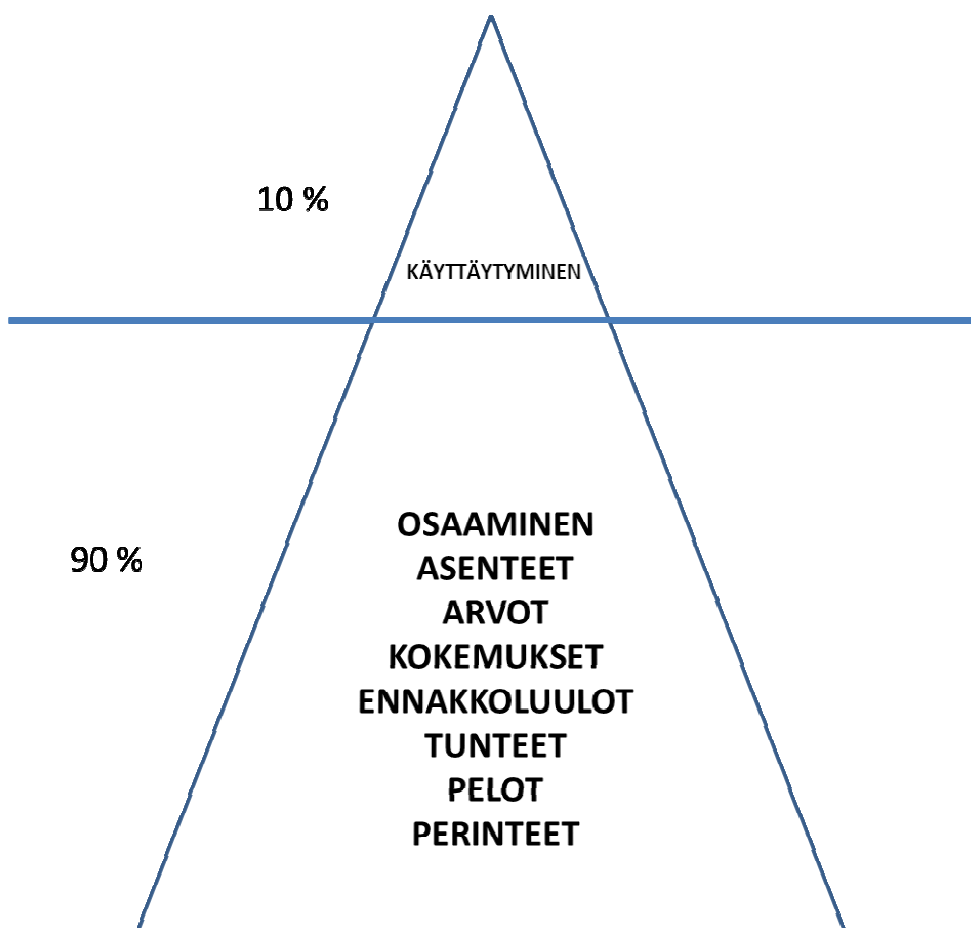 10 %
KÄYTTÄYTYMINEN
90 %
OSAAMINEN
ASENTEET
ARVOT
KOKEMUKSET
ENNAKKOLUULOT
TUNTEET
PELOT
PERINTEET